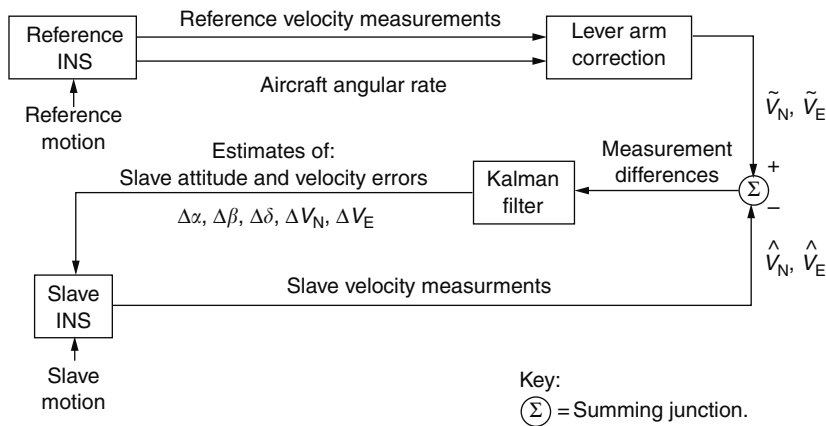 Reference velocity measurements
Reference
INS
Lever arm
correction
Aircraft angular rate
Reference
motion
Ṽ_N, Ṽ_E
Estimates of:
Slave attitude and velocity errors
Δα, Δβ, Δδ, ΔV_N, ΔV_E
Kalman
filter
Measurement
differences
+
Σ
−
V̂_N, V̂_E
Slave
INS
Slave velocity measurments
Slave
motion
Key:
Σ = Summing junction.